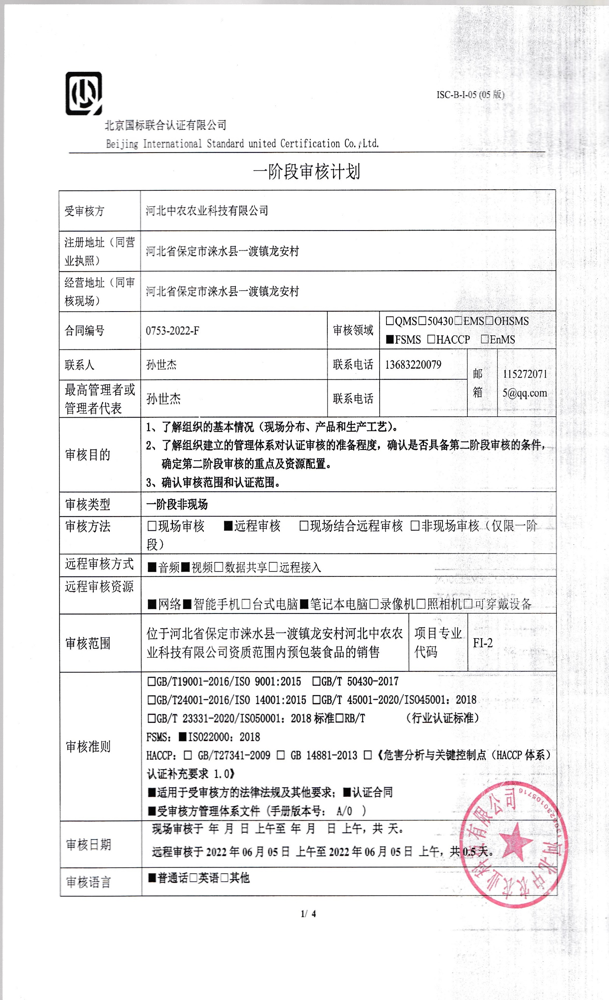 ISC-B-I-05 (05 版)
北京国标联合认证有限公司
Beijing International Standard united Certification Co.,Ltd.
一阶段审核计划
受审核方 河北中农农业科技有限公司
注册地址（同营
业执照） 河北省保定市涞水县一渡镇龙安村
经营地址（同审
核现场） 河北省保定市涞水县一渡镇龙安村
合同编号 0753-2022-F 审核领域 □QMS□50430□EMS□OHSMS
■FSMS □HACCP □EnMS
联系人 孙世杰 联系电话 13683220079 邮
箱 115272071
5@qq.com
最高管理者或
管理者代表 孙世杰 联系电话
审核目的 1、了解组织的基本情况（现场分布、产品和生产工艺）。
2、了解组织建立的管理体系对认证审核的准备程度，确认是否具备第二阶段审核的条件，
确定第二阶段审核的重点及资源配置。
3、确认审核范围和认证范围。
审核类型 一阶段非现场
审核方法 □现场审核 ■远程审核 □现场结合远程审核 □非现场审核（仅限一阶
段）
远程审核方式 ■音频■视频□数据共享□远程接入
远程审核资源
■网络■智能手机□台式电脑■笔记本电脑□录像机□照相机□可穿戴设备
审核范围 位于河北省保定市涞水县一渡镇龙安村河北中农农
业科技有限公司资质范围内预包装食品的销售 项目专业
代码 FI-2
审核准则 □GB/T19001-2016/ISO 9001:2015 □GB/T 50430-2017
□GB/T24001-2016/ISO 14001:2015 □GB/T 45001-2020/ISO45001：2018
□GB/T 23331-2020/ISO50001：2018 标准□RB/T （行业认证标准）
FSMS：■ISO22000：2018
HACCP：□ GB/T27341-2009 □ GB 14881-2013 □《危害分析与关键控制点（HACCP 体系）
认证补充要求 1.0》
■适用于受审核方的法律法规及其他要求；■认证合同
■受审核方管理体系文件 (手册版本号： A/0 )
审核日期 现场审核于 年 月 日 上午至 年 月 日 上午，共 天。
远程审核于 2022 年 06 月 05 日 上午至 2022 年 06 月 05 日 上午，共 0.5 天。
审核语言 ■普通话□英语□其他
河北中农农业科技有限公司
1306230105716
1/ 4